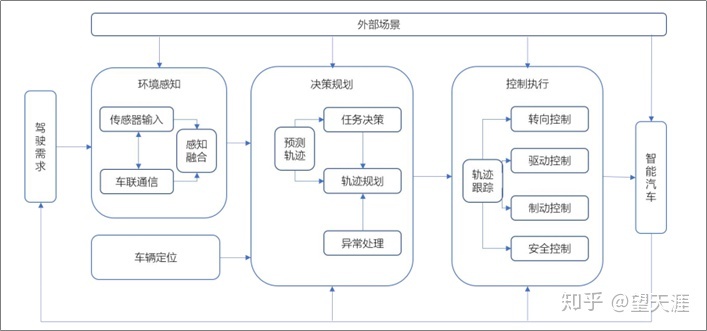 外部场景
环境感知
决策规划
控制执行
驾驶需求
传感器输入
感知
融合
车联通信
车辆定位
预测
轨迹
任务决策
轨迹规划
异常处理
轨迹
跟踪
转向控制
驱动控制
制动控制
安全控制
智能汽车
知乎 @望天涯